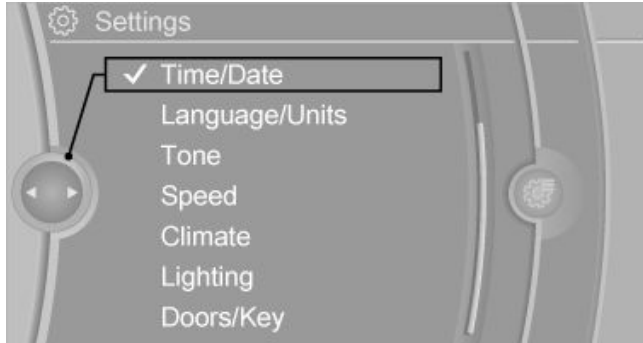 Settings
Time/Date
Language/Units
Tone
Speed
Climate
Lighting
Doors/Key